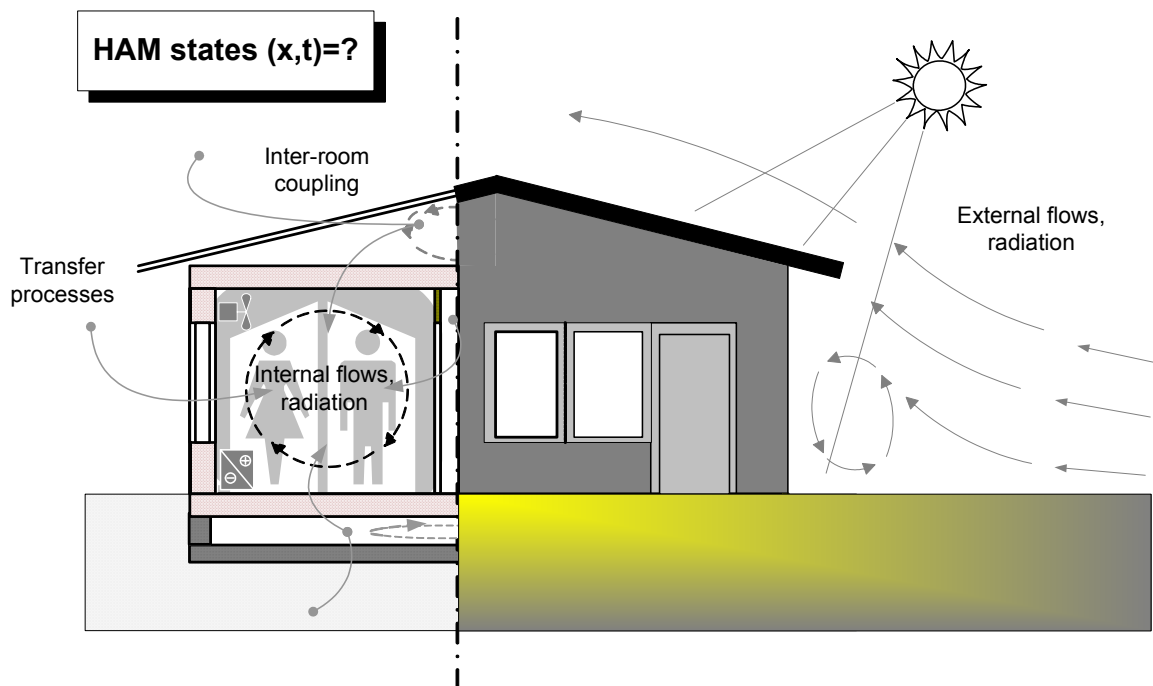 HAM states (x,t)=?
Inter-room
coupling
External flows,
radiation
Transfer
processes
Internal flows,
radiation